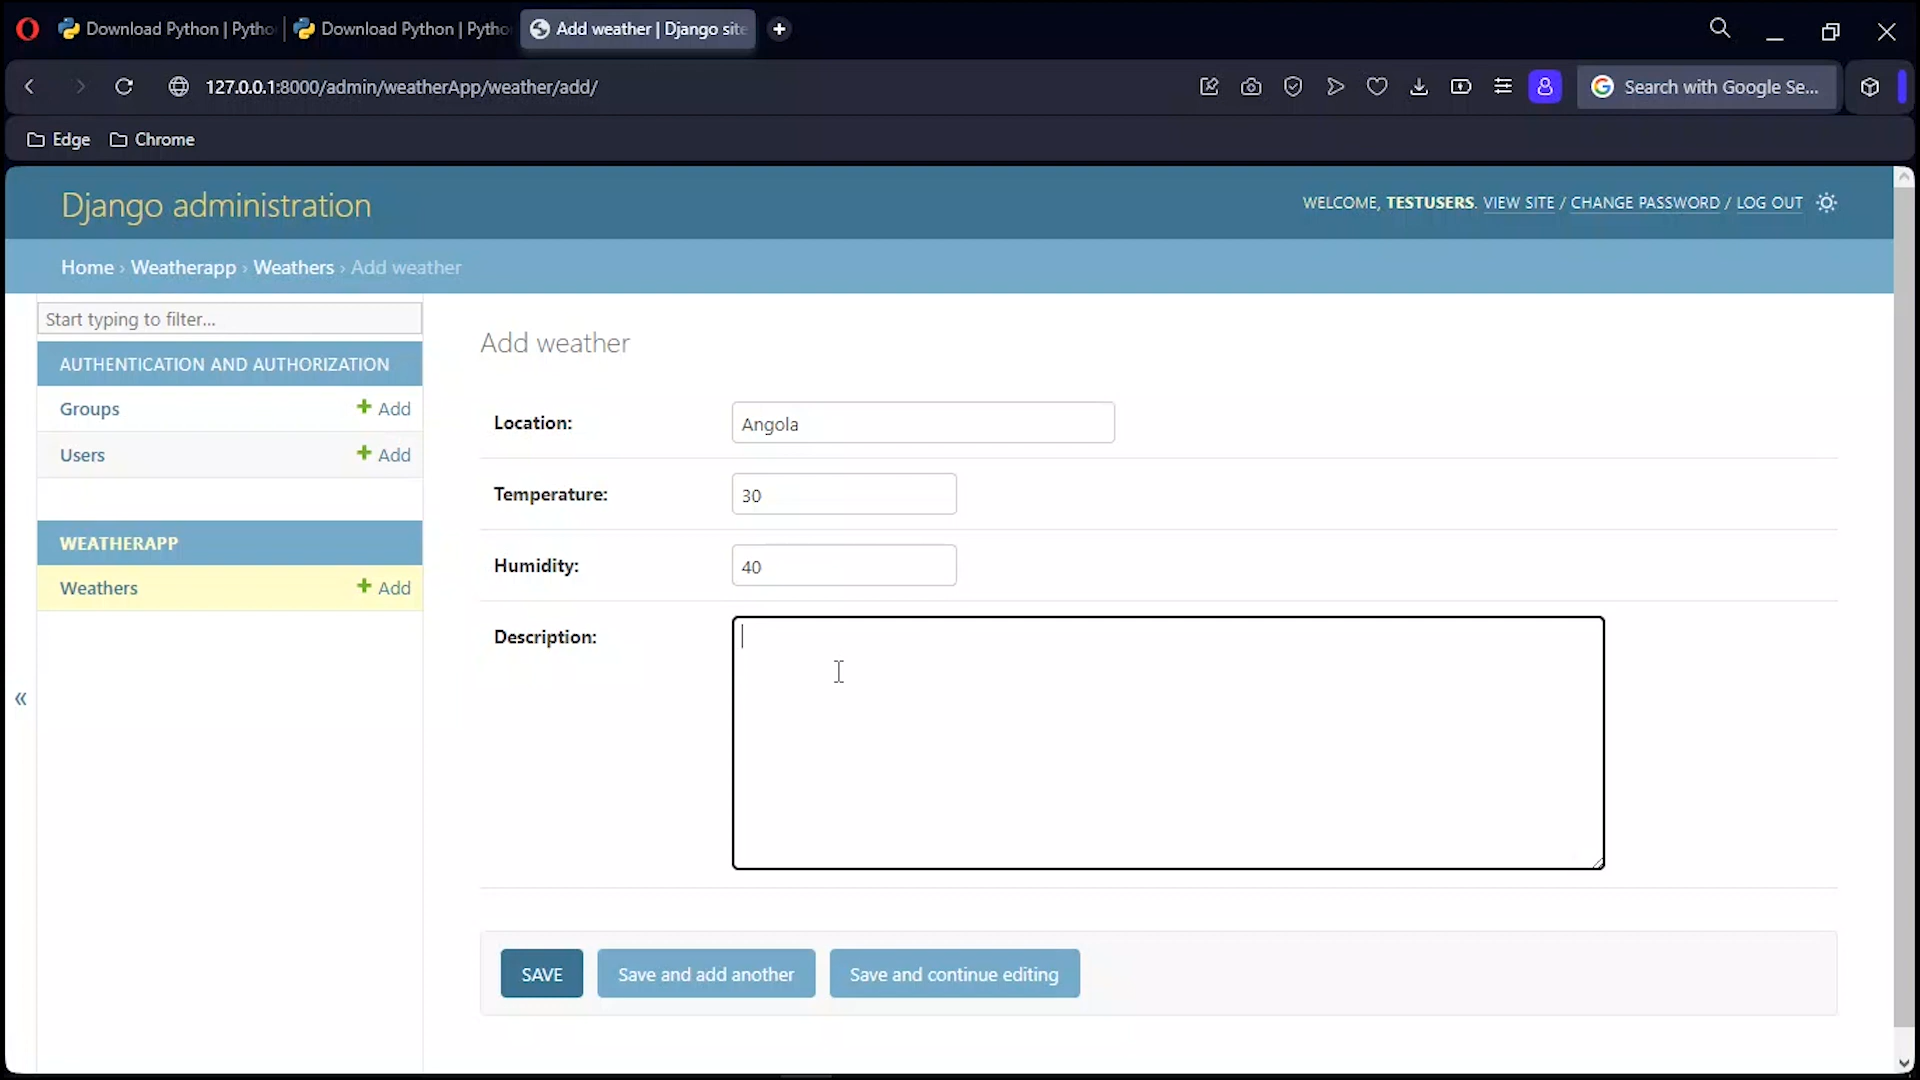 Download Python | Pytho
Download Python | Pytho
Add weather | Django site
127.0.0.1:8000/admin/weatherApp/weather/add/
Search with Google Se...
Edge
Chrome
Django administration
WELCOME, TESTUSERS. VIEW SITE / CHANGE PASSWORD / LOG OUT
Home › Weatherapp › Weathers › Add weather
Start typing to filter...
AUTHENTICATION AND AUTHORIZATION
Groups + Add
Users + Add
WEATHERAPP
Weathers + Add
«
Add weather
Location: Angola
Temperature: 30
Humidity: 40
Description:
SAVE
Save and add another
Save and continue editing